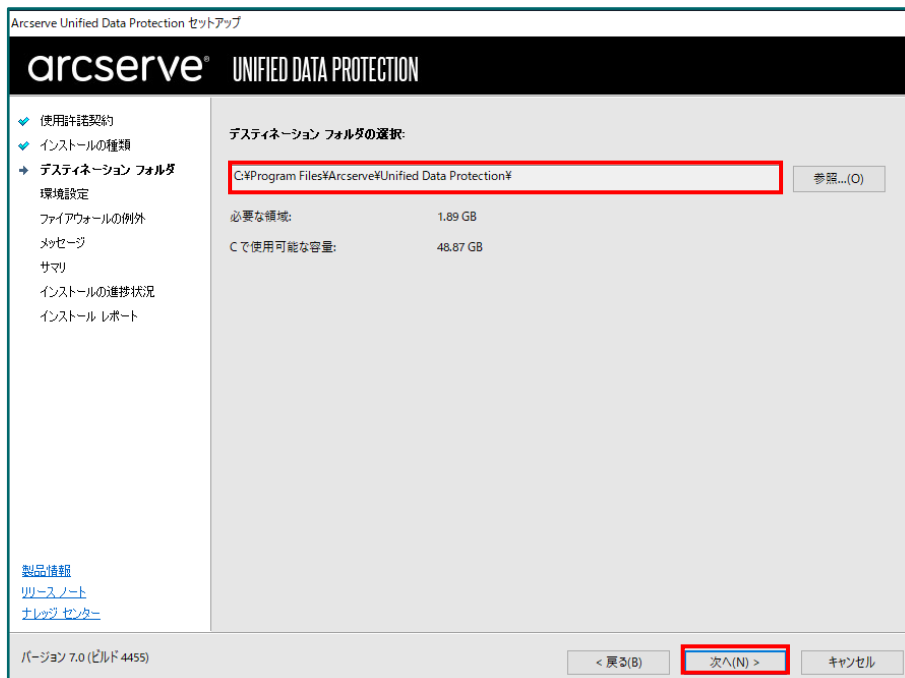 Arcserve Unified Data Protection セットアップ
arcserve® UNIFIED DATA PROTECTION
使用許諾契約
インストールの種類
デスティネーション フォルダ
環境設定
ファイアウォールの例外
メッセージ
サマリ
インストールの進捗状況
インストール レポート
デスティネーション フォルダの選択:
C:¥Program Files¥Arcserve¥Unified Data Protection¥
参照...(O)
必要な領域: 1.89 GB
C で使用可能な容量: 48.87 GB
製品情報
リリース ノート
ナレッジ センター
バージョン 7.0 (ビルド 4455)
< 戻る(B)
次へ(N) >
キャンセル